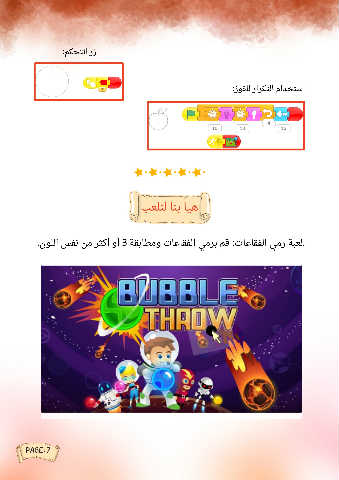 زر التحكم:
ستخدام التكرار للفوز:
هيا بنا لنلعب
لعبة رمي الفقاعات: قم برمي الفقاعات ومطابقة 3 أو أكثر من نفس اللون.
BUBBLE
THROW
PAGE:7